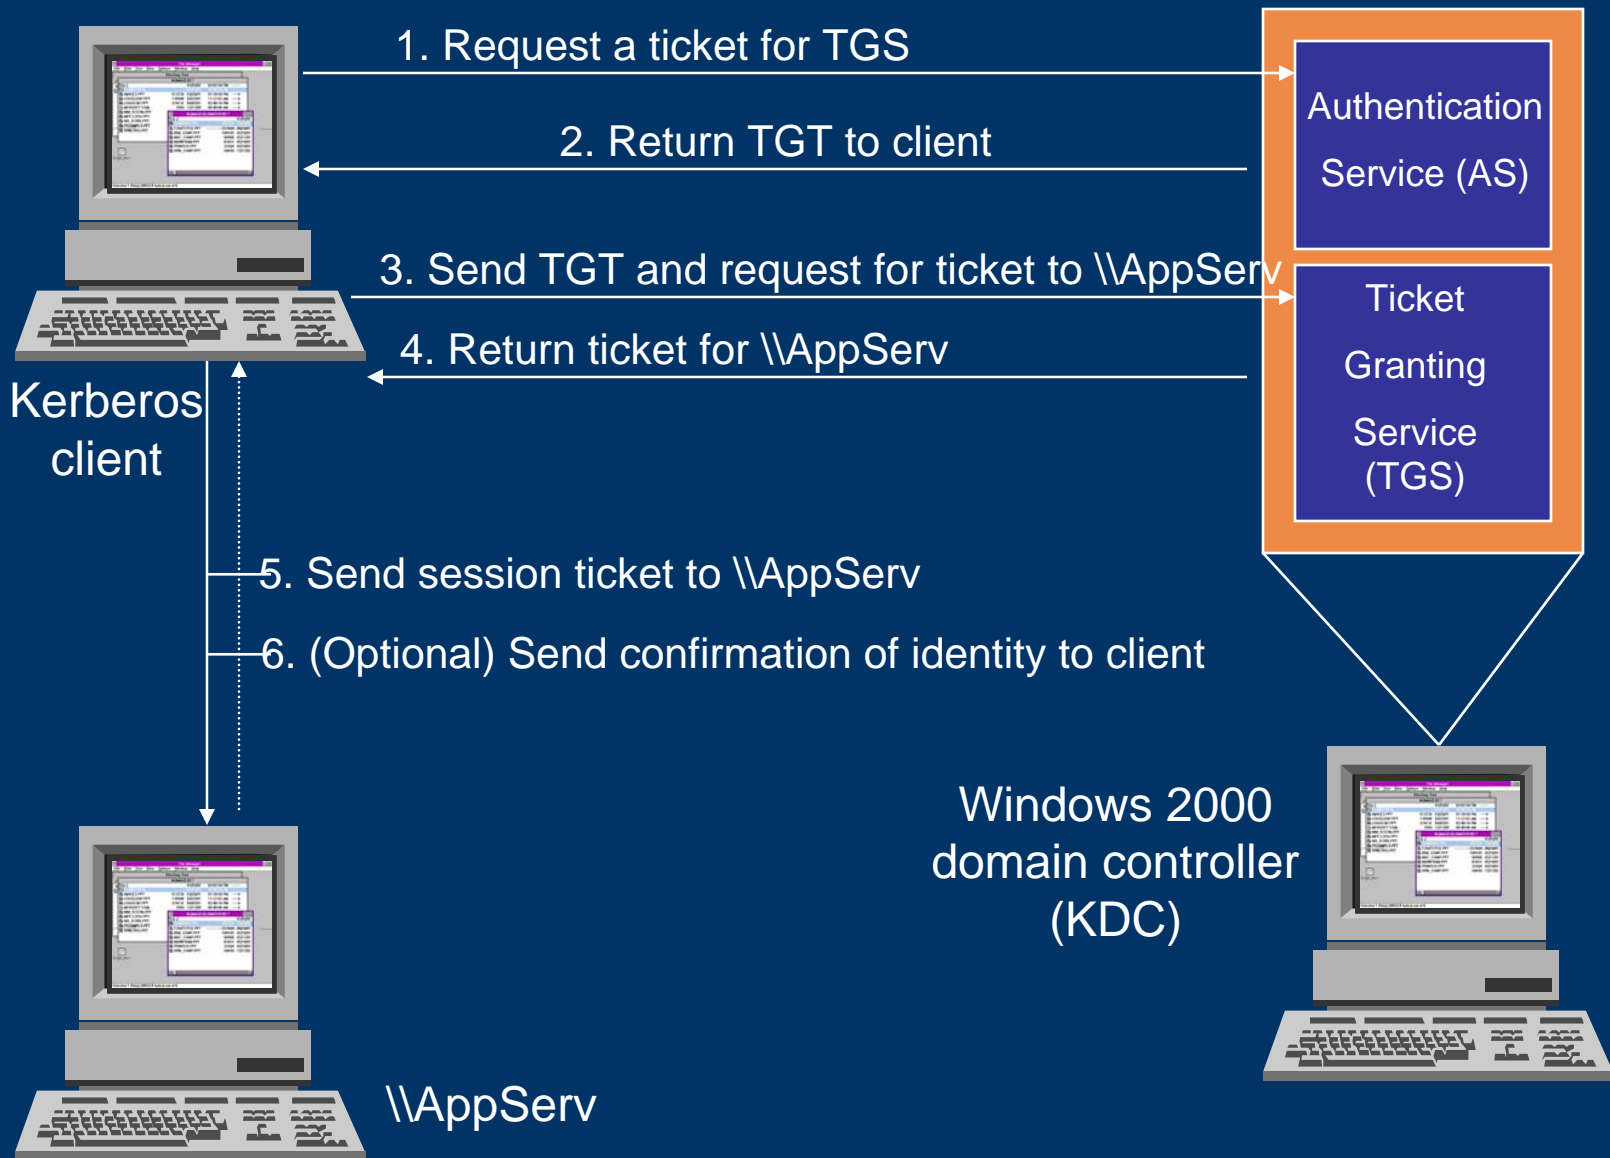 1. Request a ticket for TGS
2. Return TGT to client
3. Send TGT and request for ticket to \\AppServ
4. Return ticket for \\AppServ
Authentication
Service (AS)
Ticket
Granting
Service
(TGS)
Kerberos
client
5. Send session ticket to \\AppServ
6. (Optional) Send confirmation of identity to client
Windows 2000
domain controller
(KDC)
\\AppServ